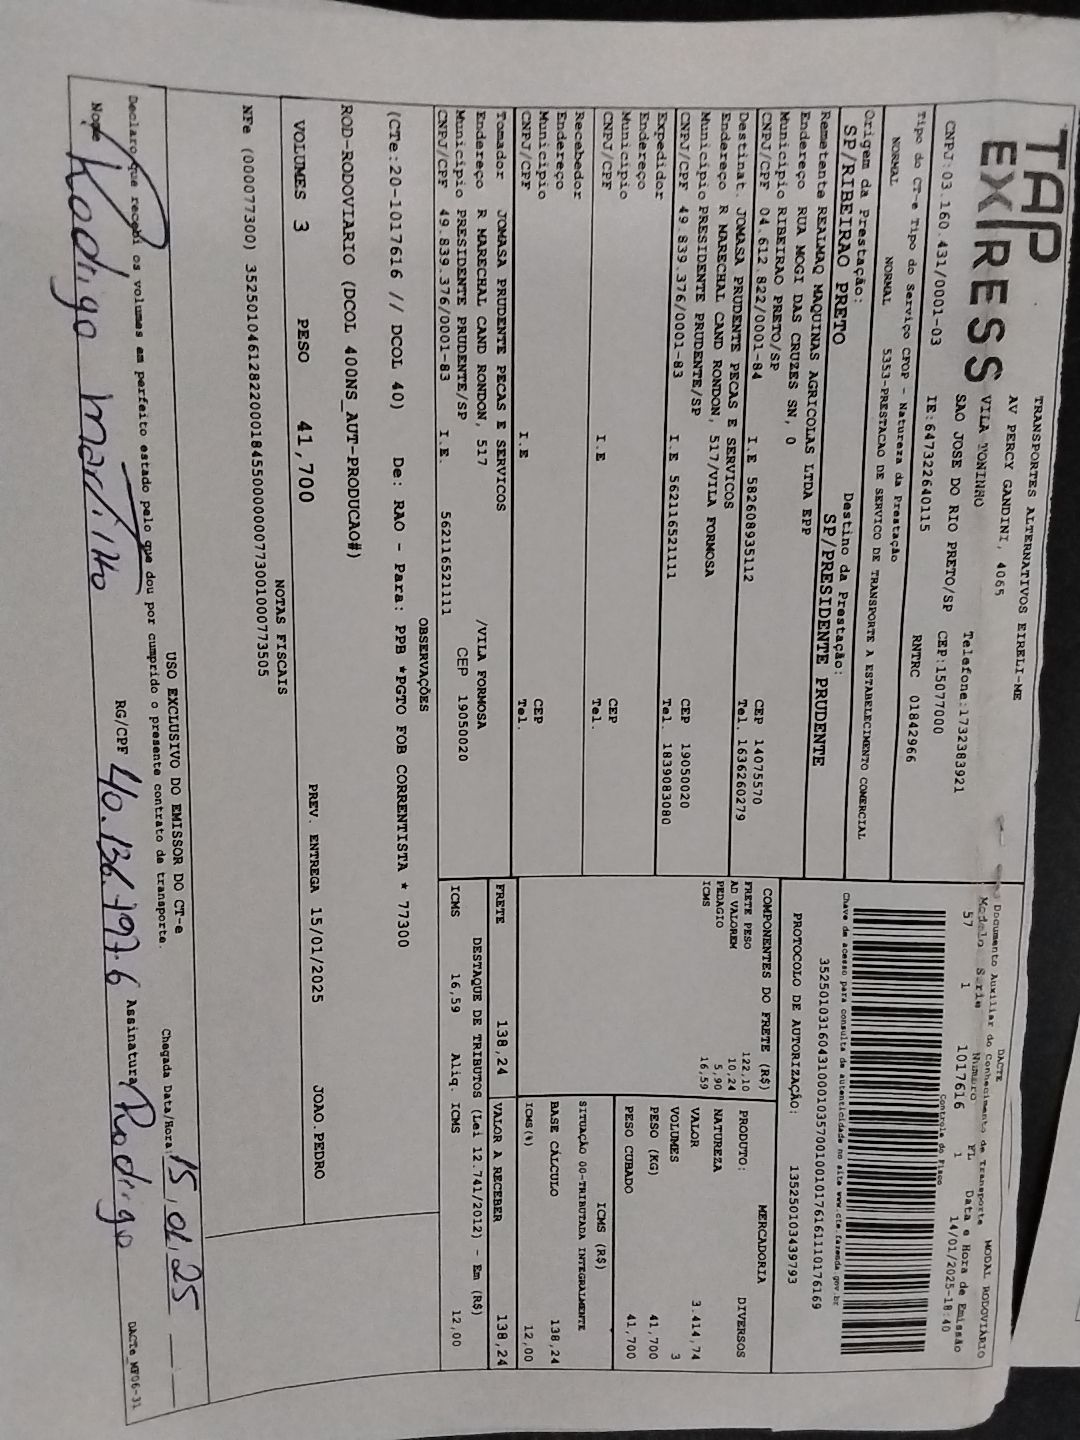 TAP
EXPRESS
TRANSPORTES ALTERNATIVOS EIRELI-ME
AV PERCY GANDINI, 4065
VILA TONINHO Telefone:1732383921
SAO JOSE DO RIO PRETO/SP CEP:15077000
CNPJ:03.160.431/0001-03 IE:647322640115 RNTRC 01842966
Tipo do CT-e Tipo do Serviço CFOP - Natureza da Prestação
NORMAL NORMAL 5353-PRESTACAO DE SERVICO DE TRANSPORTE A ESTABELECIMENTO COMERCIAL
Origem da Prestação: Destino da Prestação:
SP/RIBEIRAO PRETO SP/PRESIDENTE PRUDENTE
DACTE MODAL RODOVIÁRIO
Documento Auxiliar do Conhecimento de Transporte
Modelo Serie Numero FL Data e Hora de Emissão
57 1 1017616 1 14/01/2025-18:40
Controle do Fisco
Chave de acesso para consulta de autenticidade no site www.cte.fazenda.gov.br
35250103160431000103570010010176161110176169
PROTOCOLO DE AUTORIZAÇÃO: 135250103439793
Remetente REALMAQ MAQUINAS AGRICOLAS LTDA EPP
Endereço RUA MOGI DAS CRUZES SN, 0
Municipio RIBEIRAO PRETO/SP CEP 14075570
CNPJ/CPF 04.612.822/0001-84 I.E 582608935112 Tel. 1636260279
Destinat. JOMASA PRUDENTE PECAS E SERVICOS
Endereço R MARECHAL CAND RONDON, 517/VILA FORMOSA
Municipio PRESIDENTE PRUDENTE/SP CEP 19050020
CNPJ/CPF 49.839.376/0001-83 I.E 562116521111 Tel. 1839083080
Expedidor
Endereço
Municipio CEP
CNPJ/CPF I.E Tel.
Recebedor
Endereço
Municipio CEP
CNPJ/CPF I.E Tel.
Tomador JOMASA PRUDENTE PECAS E SERVICOS
Endereço R MARECHAL CAND RONDON, 517 /VILA FORMOSA
Municipio PRESIDENTE PRUDENTE/SP CEP 19050020
CNPJ/CPF 49.839.376/0001-83 I.E. 562116521111
COMPONENTES DO FRETE (R$)
FRETE PESO 122,10
AD VALOREM 10,24
PEDAGIO 5,90
ICMS 16,59
MERCADORIA
PRODUTO: DIVERSOS
NATUREZA
VALOR 3.414,74
VOLUMES 3
PESO (KG) 41,700
PESO CUBADO 41,700
ICMS (R$)
SITUAÇÃO 00-TRIBUTADA INTEGRALMENTE
BASE CÁLCULO 138,24
ICMS(%) 12,00
FRETE 138,24 VALOR A RECEBER 138,24
DESTAQUE DE TRIBUTOS (Lei 12.741/2012) - Em (R$)
ICMS 16,59 Aliq. ICMS 12,00
OBSERVAÇÕES
(CTe:20-1017616 // DCOL 40) De: RAO - Para: PPB *PGTO FOB CORRENTISTA * 77300
ROD-RODOVIARIO (DCOL 400NS_AUT-PRODUCAO#)
VOLUMES 3 PESO 41,700 PREV. ENTREGA 15/01/2025 JOAO.PEDRO
NOTAS FISCAIS
NFe (000077300) 35250104612822000184550000000773001000773505
USO EXCLUSIVO DO EMISSOR DO CT-e
Declaro que recebi os volumes em perfeito estado pelo que dou por cumprido o presente contrato de transporte. Chegada Data/Hora: 15,01,25
Nome Rodrigo RG/CPF 40.136.797.6 Assinatura Rodrigo
DACTe_MF06-31